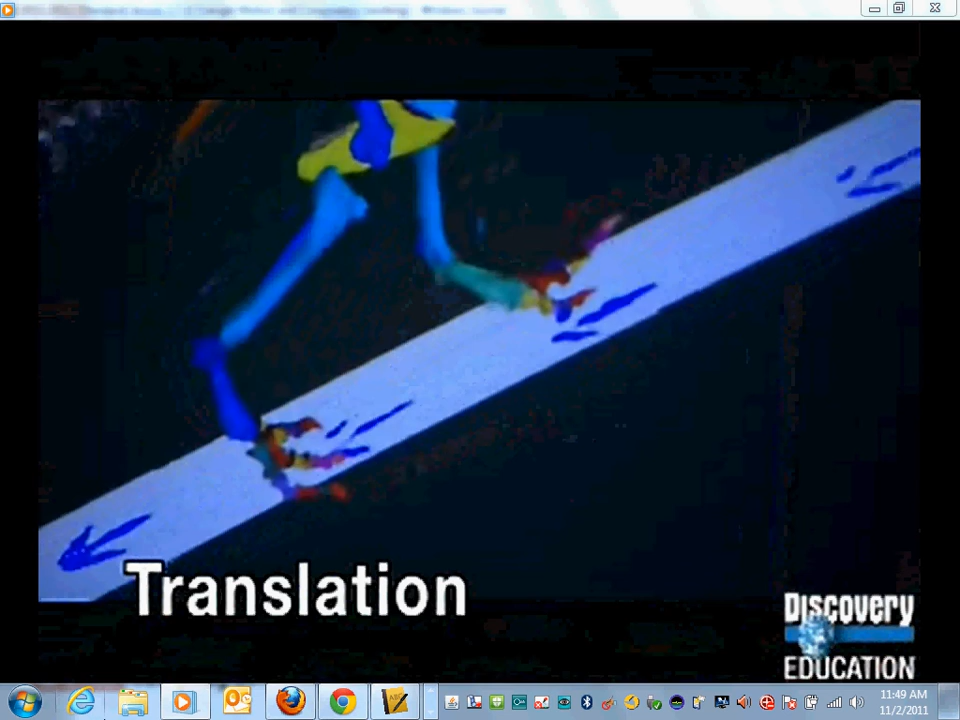 Translation
Discovery
EDUCATION
11:49 AM
11/2/2011